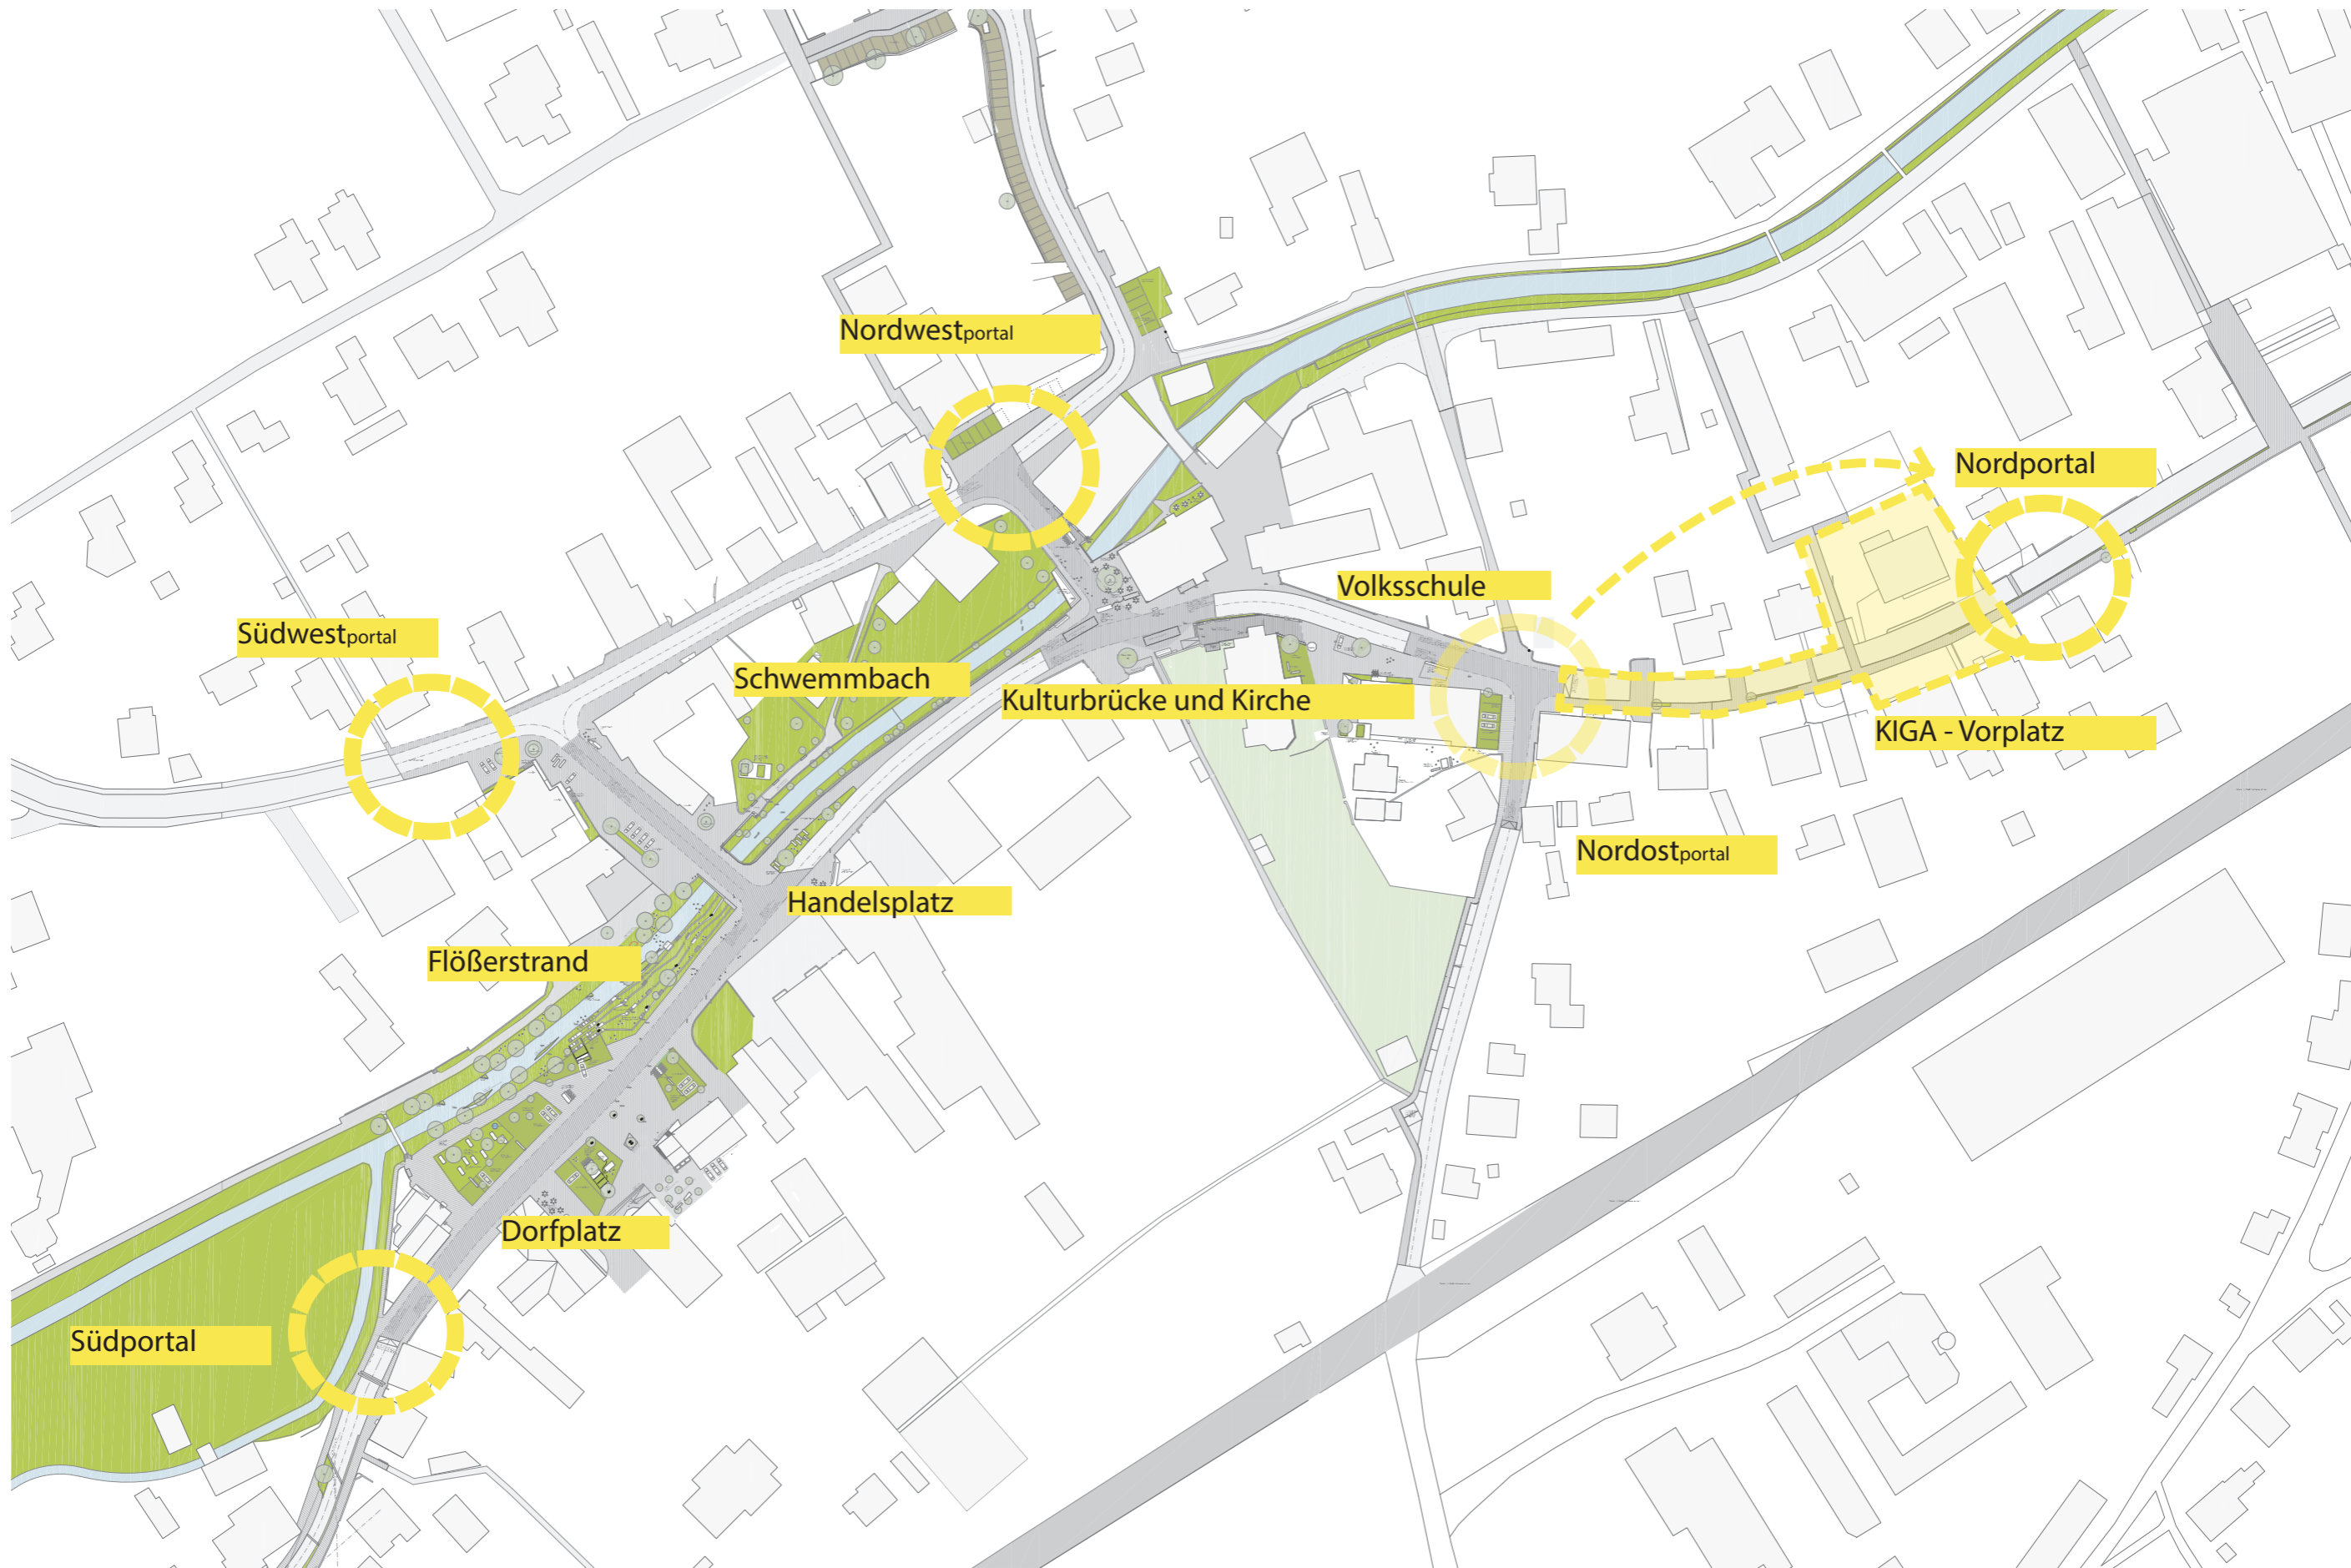 Nordwestportal
Nordportal
Volksschule
Südwestportal
Schwemmbach
Kulturbrücke und Kirche
KIGA - Vorplatz
Nordostportal
Handelsplatz
Flößerstrand
Dorfplatz
Südportal